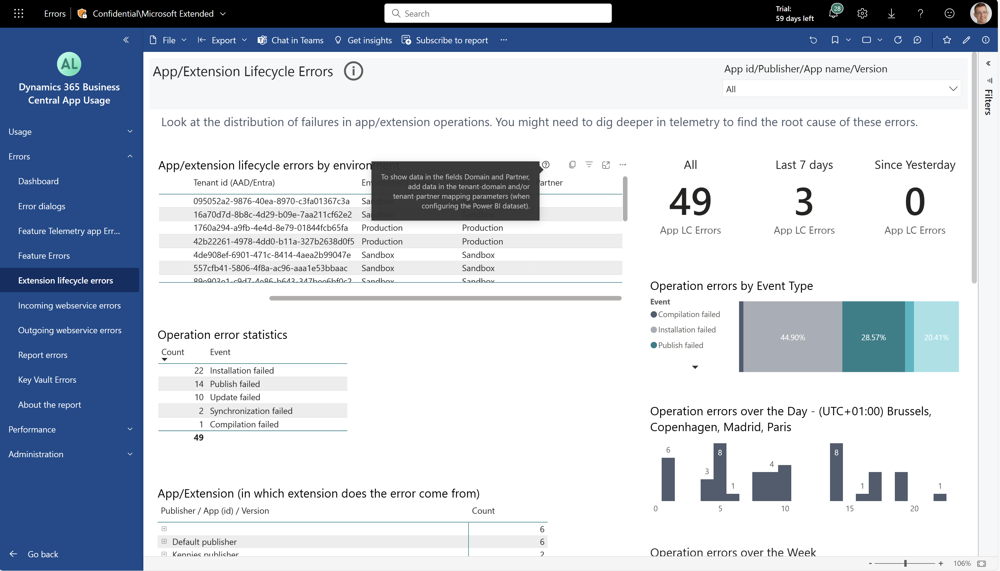 Errors
Confidential\Microsoft Extended
Search
Trial:
59 days left
28
File
Export
Chat in Teams
Get insights
Subscribe to report
AL
Dynamics 365 Business
Central App Usage
Usage
Errors
Dashboard
Error dialogs
Feature Telemetry app Err...
Feature Errors
Extension lifecycle errors
Incoming webservice errors
Outgoing webservice errors
Report errors
Key Vault Errors
About the report
Performance
Administration
Go back
App/Extension Lifecycle Errors
App id/Publisher/App name/Version
All
Filters
Look at the distribution of failures in app/extension operations. You might need to dig deeper in telemetry to find the root cause of these errors.
App/extension lifecycle errors by environment
To show data in the fields Domain and Partner,
add data in the tenant-domain and/or
tenant-partner mapping parameters (when
configuring the Power BI dataset).
Tenant id (AAD/Entra) Environment name Environment type Partner
095052a2-9876-40ea-8970-c3fa01367c3a Sandbox Sandbox
16a70d7d-8b8c-4d29-b09e-7aa211cf62e2 Sandbox Sandbox
1760a294-a9fb-4e4d-8e79-01844fcb65fa Production Production
42b22261-4978-4dd0-b11a-327b2638d0f5 Production Production
4de908ef-6901-471c-8414-4aea2b99047e Sandbox Sandbox
557cfb41-5806-4f8a-ac96-aaa1e53bbaac Sandbox Sandbox
89e903e1-c9d7-4e86-b643-347bee6bf0c2 Sandbox Sandbox
All
49
App LC Errors
Last 7 days
3
App LC Errors
Since Yesterday
0
App LC Errors
Operation errors by Event Type
Event
Compilation failed
Installation failed
Publish failed
44.90% 28.57% 20.41%
Operation error statistics
Count Event
22 Installation failed
14 Publish failed
10 Update failed
2 Synchronization failed
1 Compilation failed
49
Operation errors over the Day - (UTC+01:00) Brussels,
Copenhagen, Madrid, Paris
6 3 8 1 4 8 1 1
0 5 10 15 20
App/Extension (in which extension does the error come from)
Publisher / App (id) / Version Count
6
Default publisher 6
Kennies publisher 2
Operation errors over the Week
- + 106%